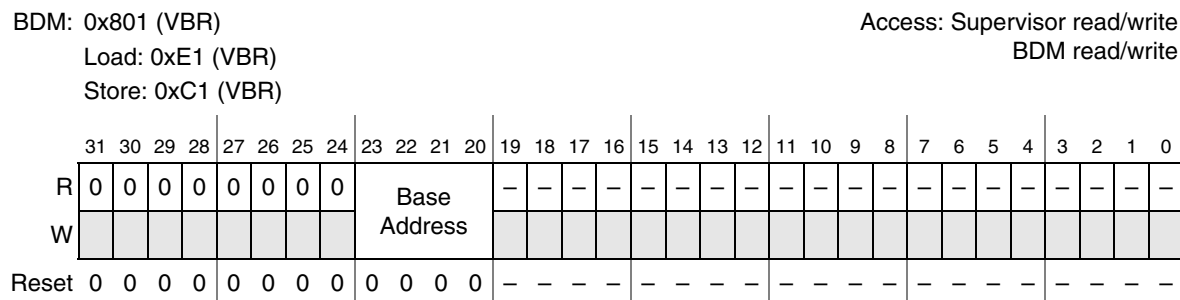 BDM: 0x801 (VBR) Access: Supervisor read/write
Load: 0xE1 (VBR) BDM read/write
Store: 0xC1 (VBR)
31 30 29 28 27 26 25 24 23 22 21 20 19 18 17 16 15 14 13 12 11 10 9 8 7 6 5 4 3 2 1 0
R 0 0 0 0 0 0 0 0 Base Address – – – – – – – – – – – – – – – – – – – –
W
Reset 0 0 0 0 0 0 0 0 0 0 0 0 – – – – – – – – – – – – – – – – – – – –